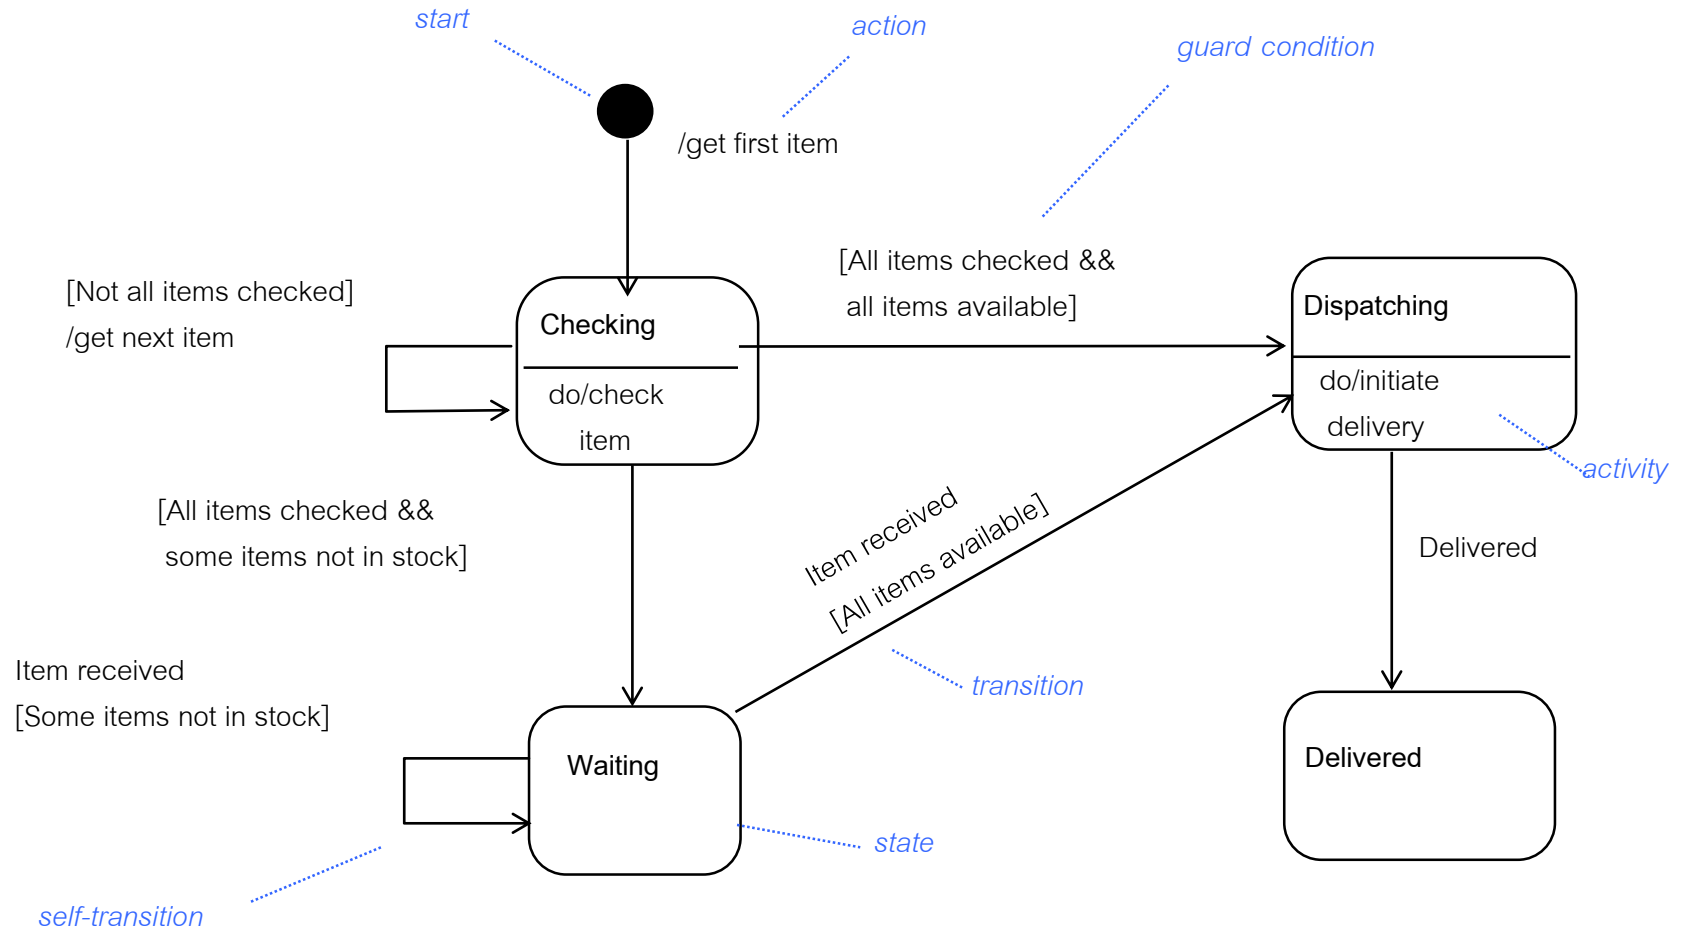 start
action
guard condition
/get first item
[All items checked &&
all items available]
[Not all items checked]
/get next item
Checking
do/check
item
Dispatching
do/initiate
delivery
activity
[All items checked &&
some items not in stock]
Item received
[All items available]
Delivered
transition
Item received
[Some items not in stock]
Waiting
Delivered
state
self-transition